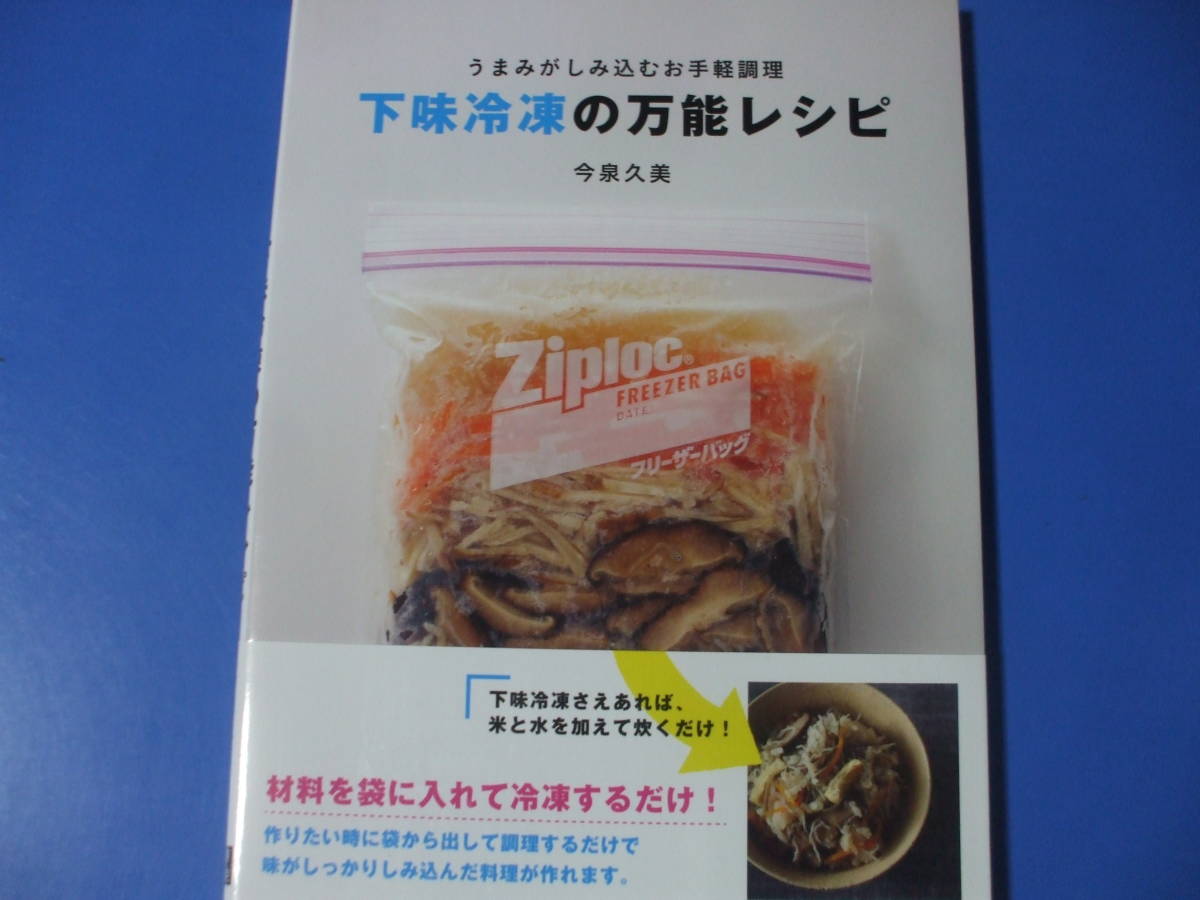 うまみがしみ込むお手軽調理
下味冷凍の万能レシピ
今泉久美
Ziploc®
FREEZER BAG
DATE
フリーザーバッグ
下味冷凍さえあれば、
米と水を加えて炊くだけ！
材料を袋に入れて冷凍するだけ！
作りたい時に袋から出して調理するだけで
味がしっかりしみ込んだ料理が作れます。